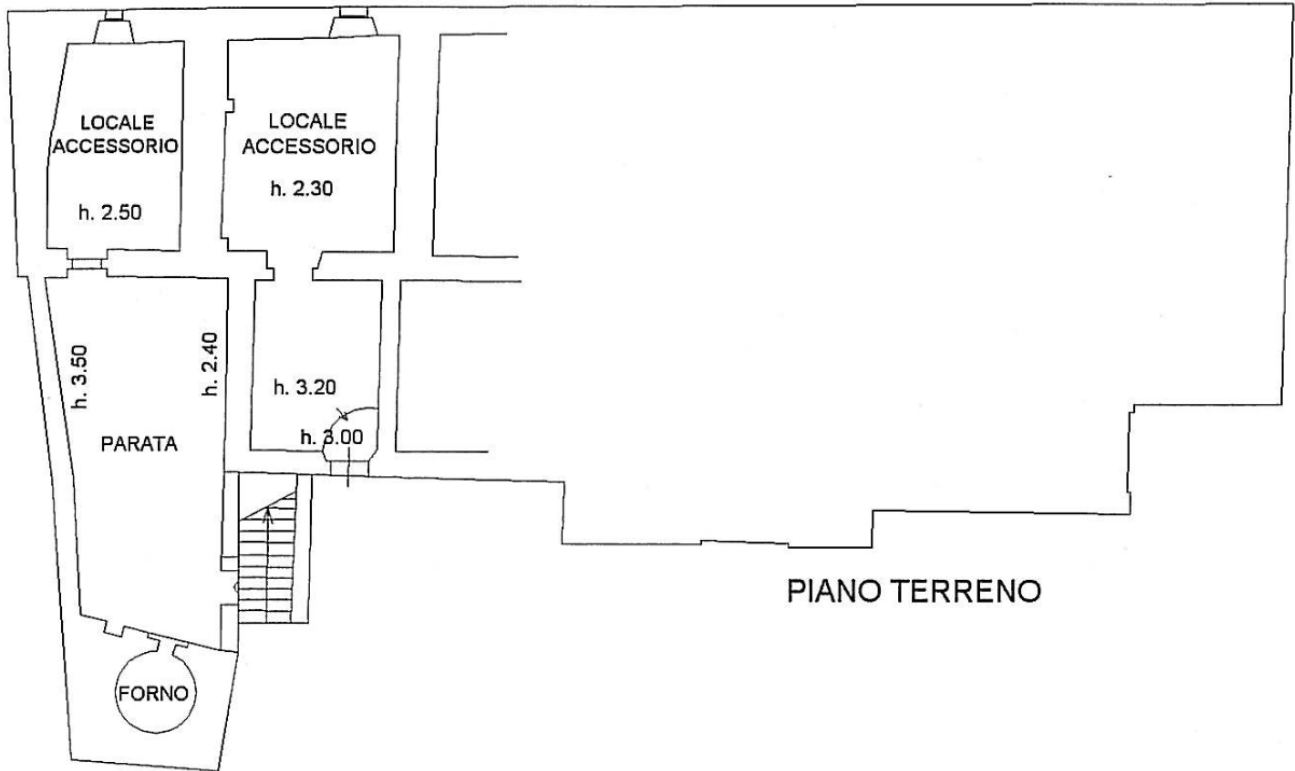 LOCALE
ACCESSORIO
h. 2.50
LOCALE
ACCESSORIO
h. 2.30
h. 3.50
h. 2.40
PARATA
h. 3.20
h. 3.00
FORNO
PIANO TERRENO